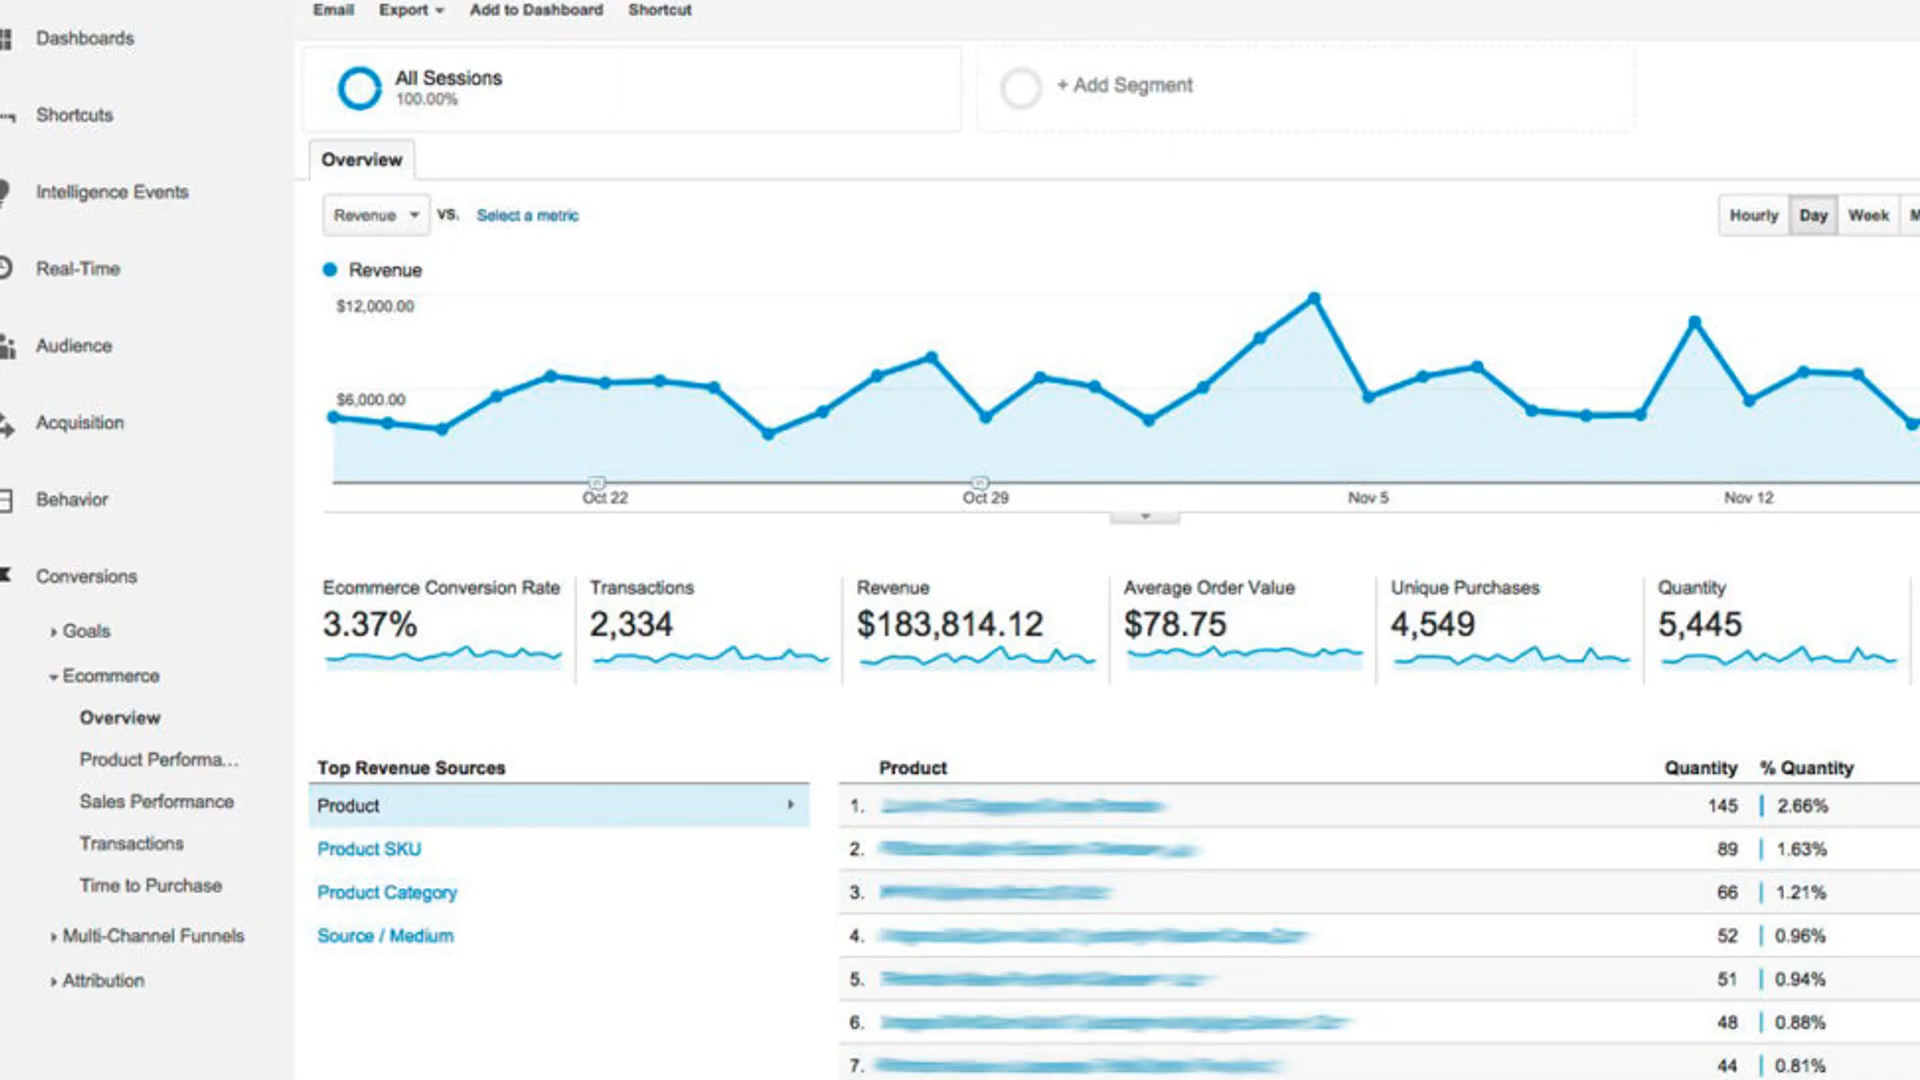 Email Export Add to Dashboard Shortcut
Dashboards
Shortcuts
Intelligence Events
Real-Time
Audience
Acquisition
Behavior
Conversions
Goals
Ecommerce
Overview
Product Performa...
Sales Performance
Transactions
Time to Purchase
Multi-Channel Funnels
Attribution
All Sessions
100.00%
+ Add Segment
Overview
Revenue VS. Select a metric
Hourly Day Week
Revenue
$12,000.00
$6,000.00
Oct 22 Oct 29 Nov 5 Nov 12
Ecommerce Conversion Rate
3.37%
Transactions
2,334
Revenue
$183,814.12
Average Order Value
$78.75
Unique Purchases
4,549
Quantity
5,445
Top Revenue Sources
Product
Product SKU
Product Category
Source / Medium
Product Quantity % Quantity
1. 145 2.66%
2. 89 1.63%
3. 66 1.21%
4. 52 0.96%
5. 51 0.94%
6. 48 0.88%
7. 44 0.81%